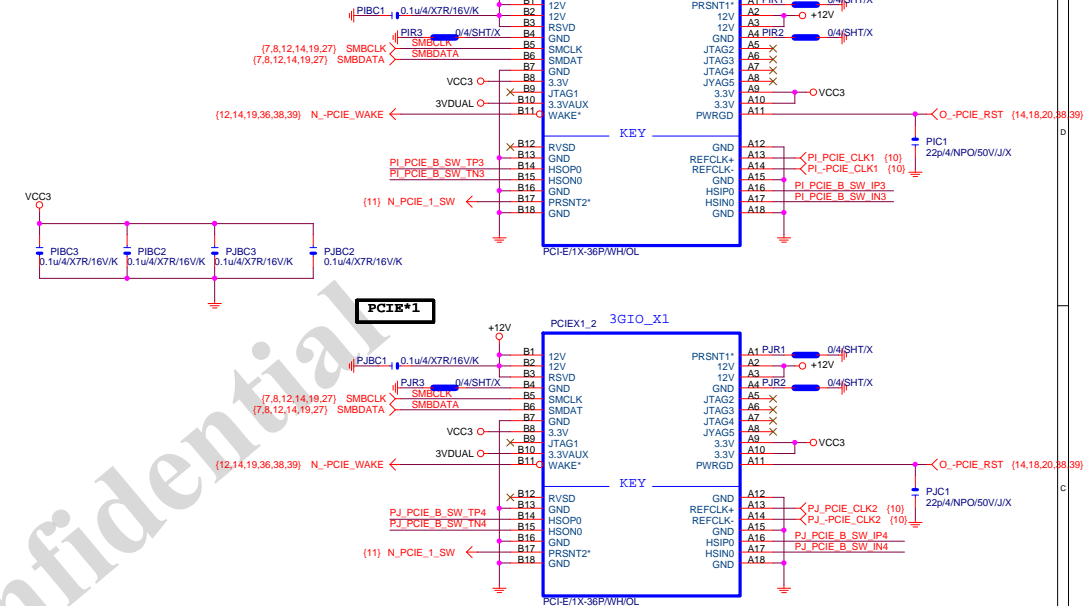 B1 12V PRSNT1* A1 PIR1 0/4/SHT/X
PIBC1 0.1u/4/X7R/16V/K B2 12V 12V A2 +12V
B3 RSVD 12V A3
PIR3 0/4/SHT/X B4 GND GND A4 PIR2 0/4/SHT/X
{7,8,12,14,19,27} SMBCLK SMBCLK B5 SMCLK JTAG2 A5
{7,8,12,14,19,27} SMBDATA SMBDATA B6 SMDAT JTAG3 A6
B7 GND JTAG4 A7
VCC3 B8 3.3V JYAG5 A8
B9 JTAG1 3.3V A9 VCC3
3VDUAL B10 3.3VAUX 3.3V A10
{12,14,19,36,38,39} N_-PCIE_WAKE B11 WAKE* PWRGD A11 O_-PCIE_RST {14,18,20,38,39}
KEY
D
PIC1
22p/4/NPO/50V/J/X
B12 RVSD GND A12
B13 GND REFCLK+ A13 PI_PCIE_CLK1 {10}
PI_PCIE_B_SW_TP3 B14 HSOP0 REFCLK- A14 PI_-PCIE_CLK1 {10}
PI_PCIE_B_SW_TN3 B15 HSON0 GND A15
B16 GND HSIP0 A16 PI_PCIE_B_SW_IP3
{11} N_PCIE_1_SW B17 PRSNT2* HSIN0 A17 PI_PCIE_B_SW_IN3
B18 GND GND A18
PCI-E/1X-36P/WH/OL
VCC3
PIBC3 PIBC2 PJBC3 PJBC2
0.1u/4/X7R/16V/K 0.1u/4/X7R/16V/K 0.1u/4/X7R/16V/K 0.1u/4/X7R/16V/K
PCIE*1
PCIEX1_2 3GIO_X1
+12V
B1 12V PRSNT1* A1 PJR1 0/4/SHT/X
PJBC1 0.1u/4/X7R/16V/K B2 12V 12V A2 +12V
B3 RSVD 12V A3
PJR3 0/4/SHT/X B4 GND GND A4 PJR2 0/4/SHT/X
{7,8,12,14,19,27} SMBCLK SMBCLK B5 SMCLK JTAG2 A5
{7,8,12,14,19,27} SMBDATA SMBDATA B6 SMDAT JTAG3 A6
B7 GND JTAG4 A7
VCC3 B8 3.3V JYAG5 A8
B9 JTAG1 3.3V A9 VCC3
3VDUAL B10 3.3VAUX 3.3V A10
{12,14,19,36,38,39} N_-PCIE_WAKE B11 WAKE* PWRGD A11 O_-PCIE_RST {14,18,20,38,39}
KEY
C
PJC1
22p/4/NPO/50V/J/X
B12 RVSD GND A12
B13 GND REFCLK+ A13 PJ_PCIE_CLK2 {10}
PJ_PCIE_B_SW_TP4 B14 HSOP0 REFCLK- A14 PJ_-PCIE_CLK2 {10}
PJ_PCIE_B_SW_TN4 B15 HSON0 GND A15
B16 GND HSIP0 A16 PJ_PCIE_B_SW_IP4
{11} N_PCIE_1_SW B17 PRSNT2* HSIN0 A17 PJ_PCIE_B_SW_IN4
B18 GND GND A18
PCI-E/1X-36P/WH/OL
nfidential